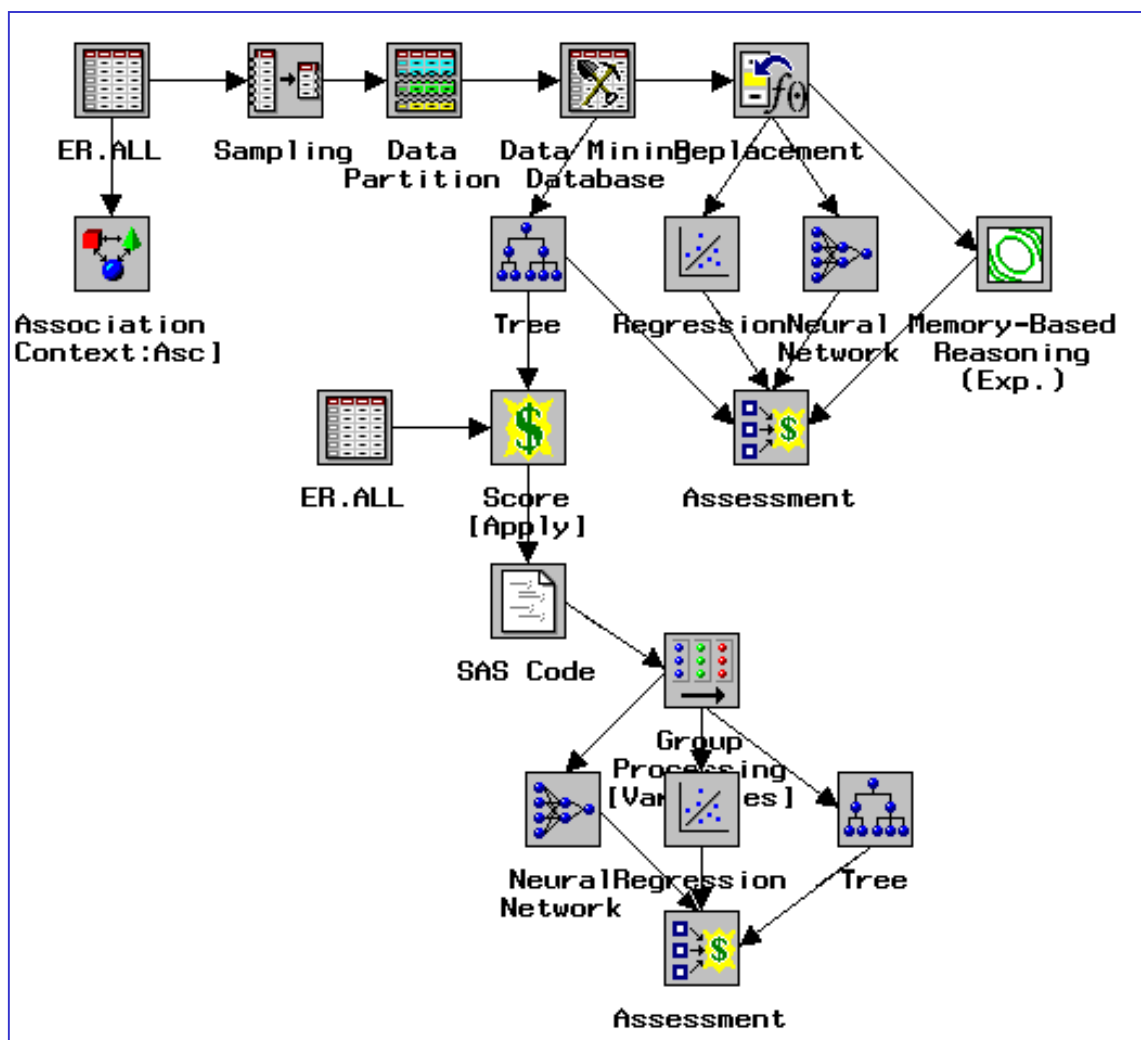 ER.ALL
Sampling
Data
Partition
Data Mining
Database
Replacement
Association
Context:Asc]
Tree
Regression
Neural
Network
Memory-Based
Reasoning
(Exp.)
ER.ALL
Score
[Apply]
Assessment
SAS Code
Group
Processing
Neural
Network
Regression
Tree
Assessment